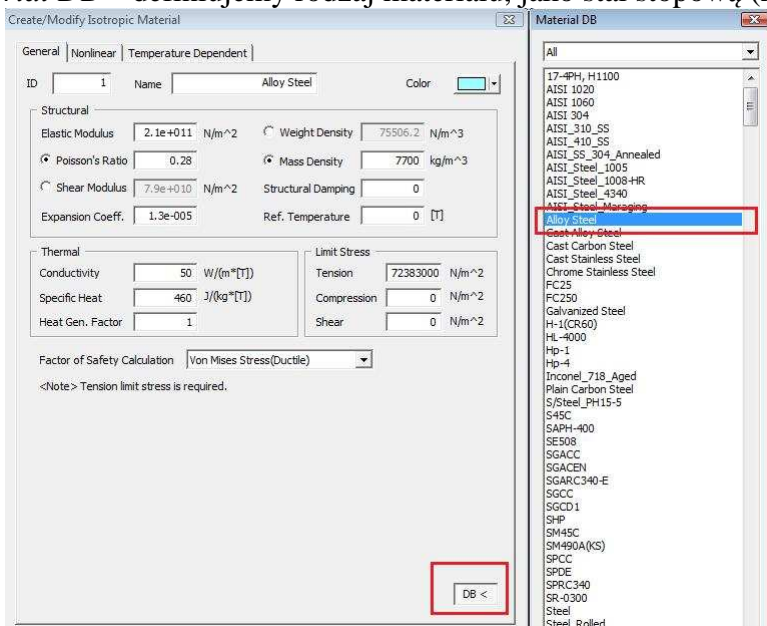 DB – definiujemy rodzaj materiału, jako stal stopową (
Create/Modify Isotropic Material
General Nonlinear Temperature Dependent
ID 1 Name Alloy Steel Color
Structural
Elastic Modulus 2.1e+011 N/m^2 Weight Density 75506.2 N/m^3
Poisson's Ratio 0.28 Mass Density 7700 kg/m^3
Shear Modulus 7.9e+010 N/m^2 Structural Damping 0
Expansion Coeff. 1.3e-005 Ref. Temperature 0 [T]
Thermal Limit Stress
Conductivity 50 W/(m*[T]) Tension 72383000 N/m^2
Specific Heat 460 J/(kg*[T]) Compression 0 N/m^2
Heat Gen. Factor 1 Shear 0 N/m^2
Factor of Safety Calculation Von Mises Stress(Ductile)
<Note> Tension limit stress is required.
DB <
Material DB
All
17-4PH, H1100
AISI 1020
AISI 1060
AISI 304
AISI_310_SS
AISI_410_SS
AISI_SS_304_Annealed
AISI_Steel_1005
AISI_Steel_1008-HR
AISI_Steel_4340
AISI_Steel_Maraging
Alloy Steel
Cast Alloy Steel
Cast Carbon Steel
Cast Stainless Steel
Chrome Stainless Steel
FC25
FC250
Galvanized Steel
H-1(CR60)
HL-4000
Hp-1
Hp-4
Inconel_718_Aged
Plain Carbon Steel
S/Steel_PH15-5
S45C
SAPH-400
SE508
SGACC
SGACEN
SGARC340-E
SGCC
SGCD1
SHP
SM45C
SM490A(KS)
SPCC
SPDE
SPRC340
SR-0300
Steel
Steel_Rolled